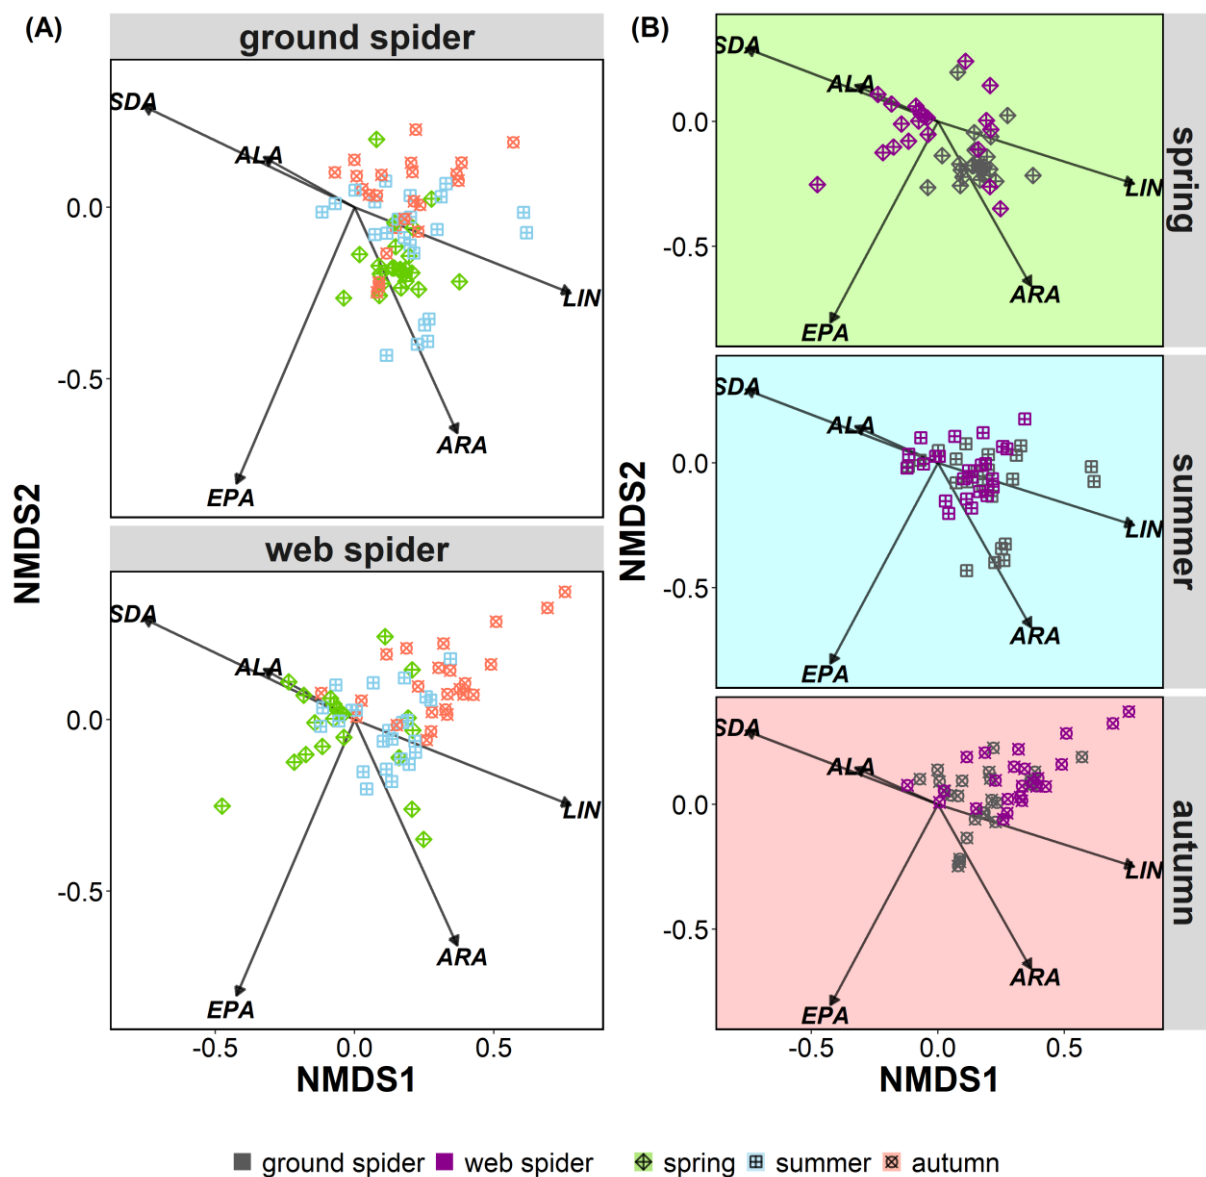 (A)
ground spider
SDA
ALA
LIN
ARA
EPA
0.0
-0.5
web spider
SDA
ALA
LIN
ARA
EPA
0.0
-0.5
-0.5 0.0 0.5
NMDS1
NMDS2
(B)
spring
SDA
ALA
LIN
ARA
EPA
0.0
-0.5
summer
SDA
ALA
LIN
ARA
EPA
0.0
-0.5
autumn
SDA
ALA
LIN
ARA
EPA
0.0
-0.5
-0.5 0.0 0.5
NMDS1
NMDS2
ground spider web spider spring summer autumn